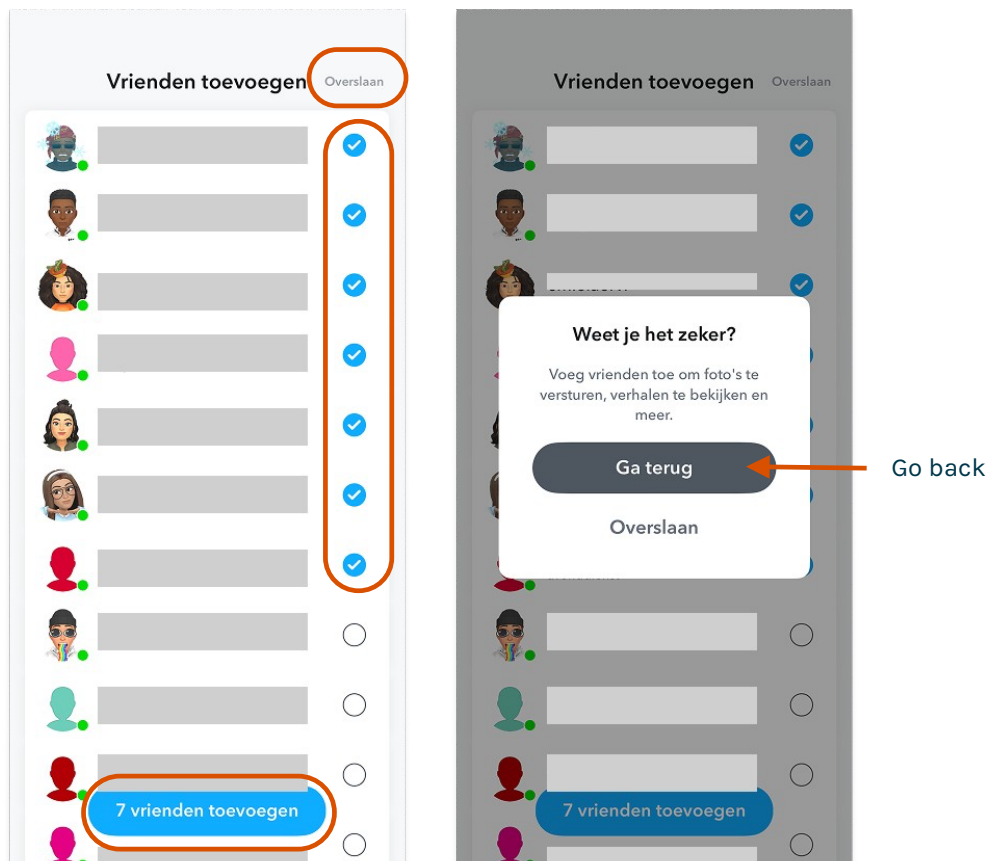 Vrienden toevoegen Overslaan
7 vrienden toevoegen
Vrienden toevoegen Overslaan
Weet je het zeker?
Voeg vrienden toe om foto's te
versturen, verhalen te bekijken en
meer.
Ga terug
Go back
Overslaan
7 vrienden toevoegen